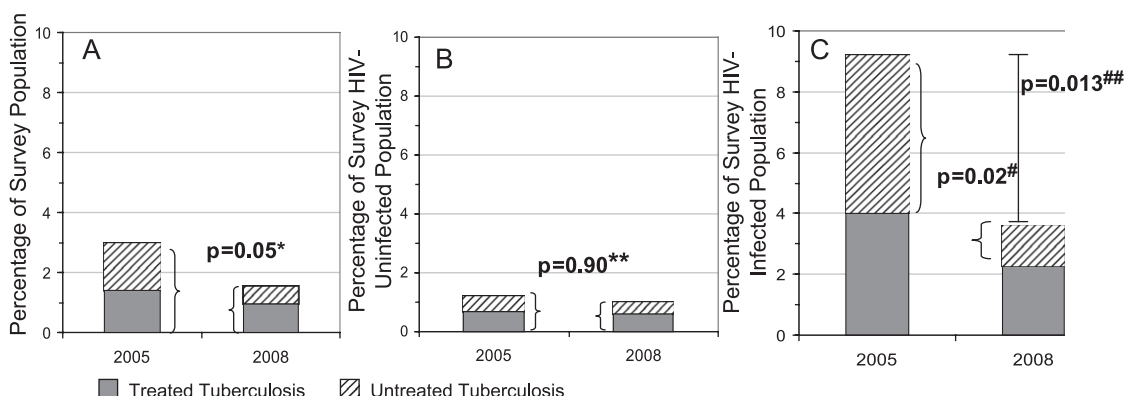 A
Percentage of Survey Population
10
8
6
4
2
0
p=0.05*
2005
2008
B
Percentage of Survey HIV-
Uninfected Population
10
8
6
4
2
0
p=0.90**
2005
2008
C
Percentage of Survey HIV-
Infected Population
10
8
6
4
2
0
p=0.013##
p=0.02#
2005
2008
Treated Tuberculosis
Untreated Tuberculosis